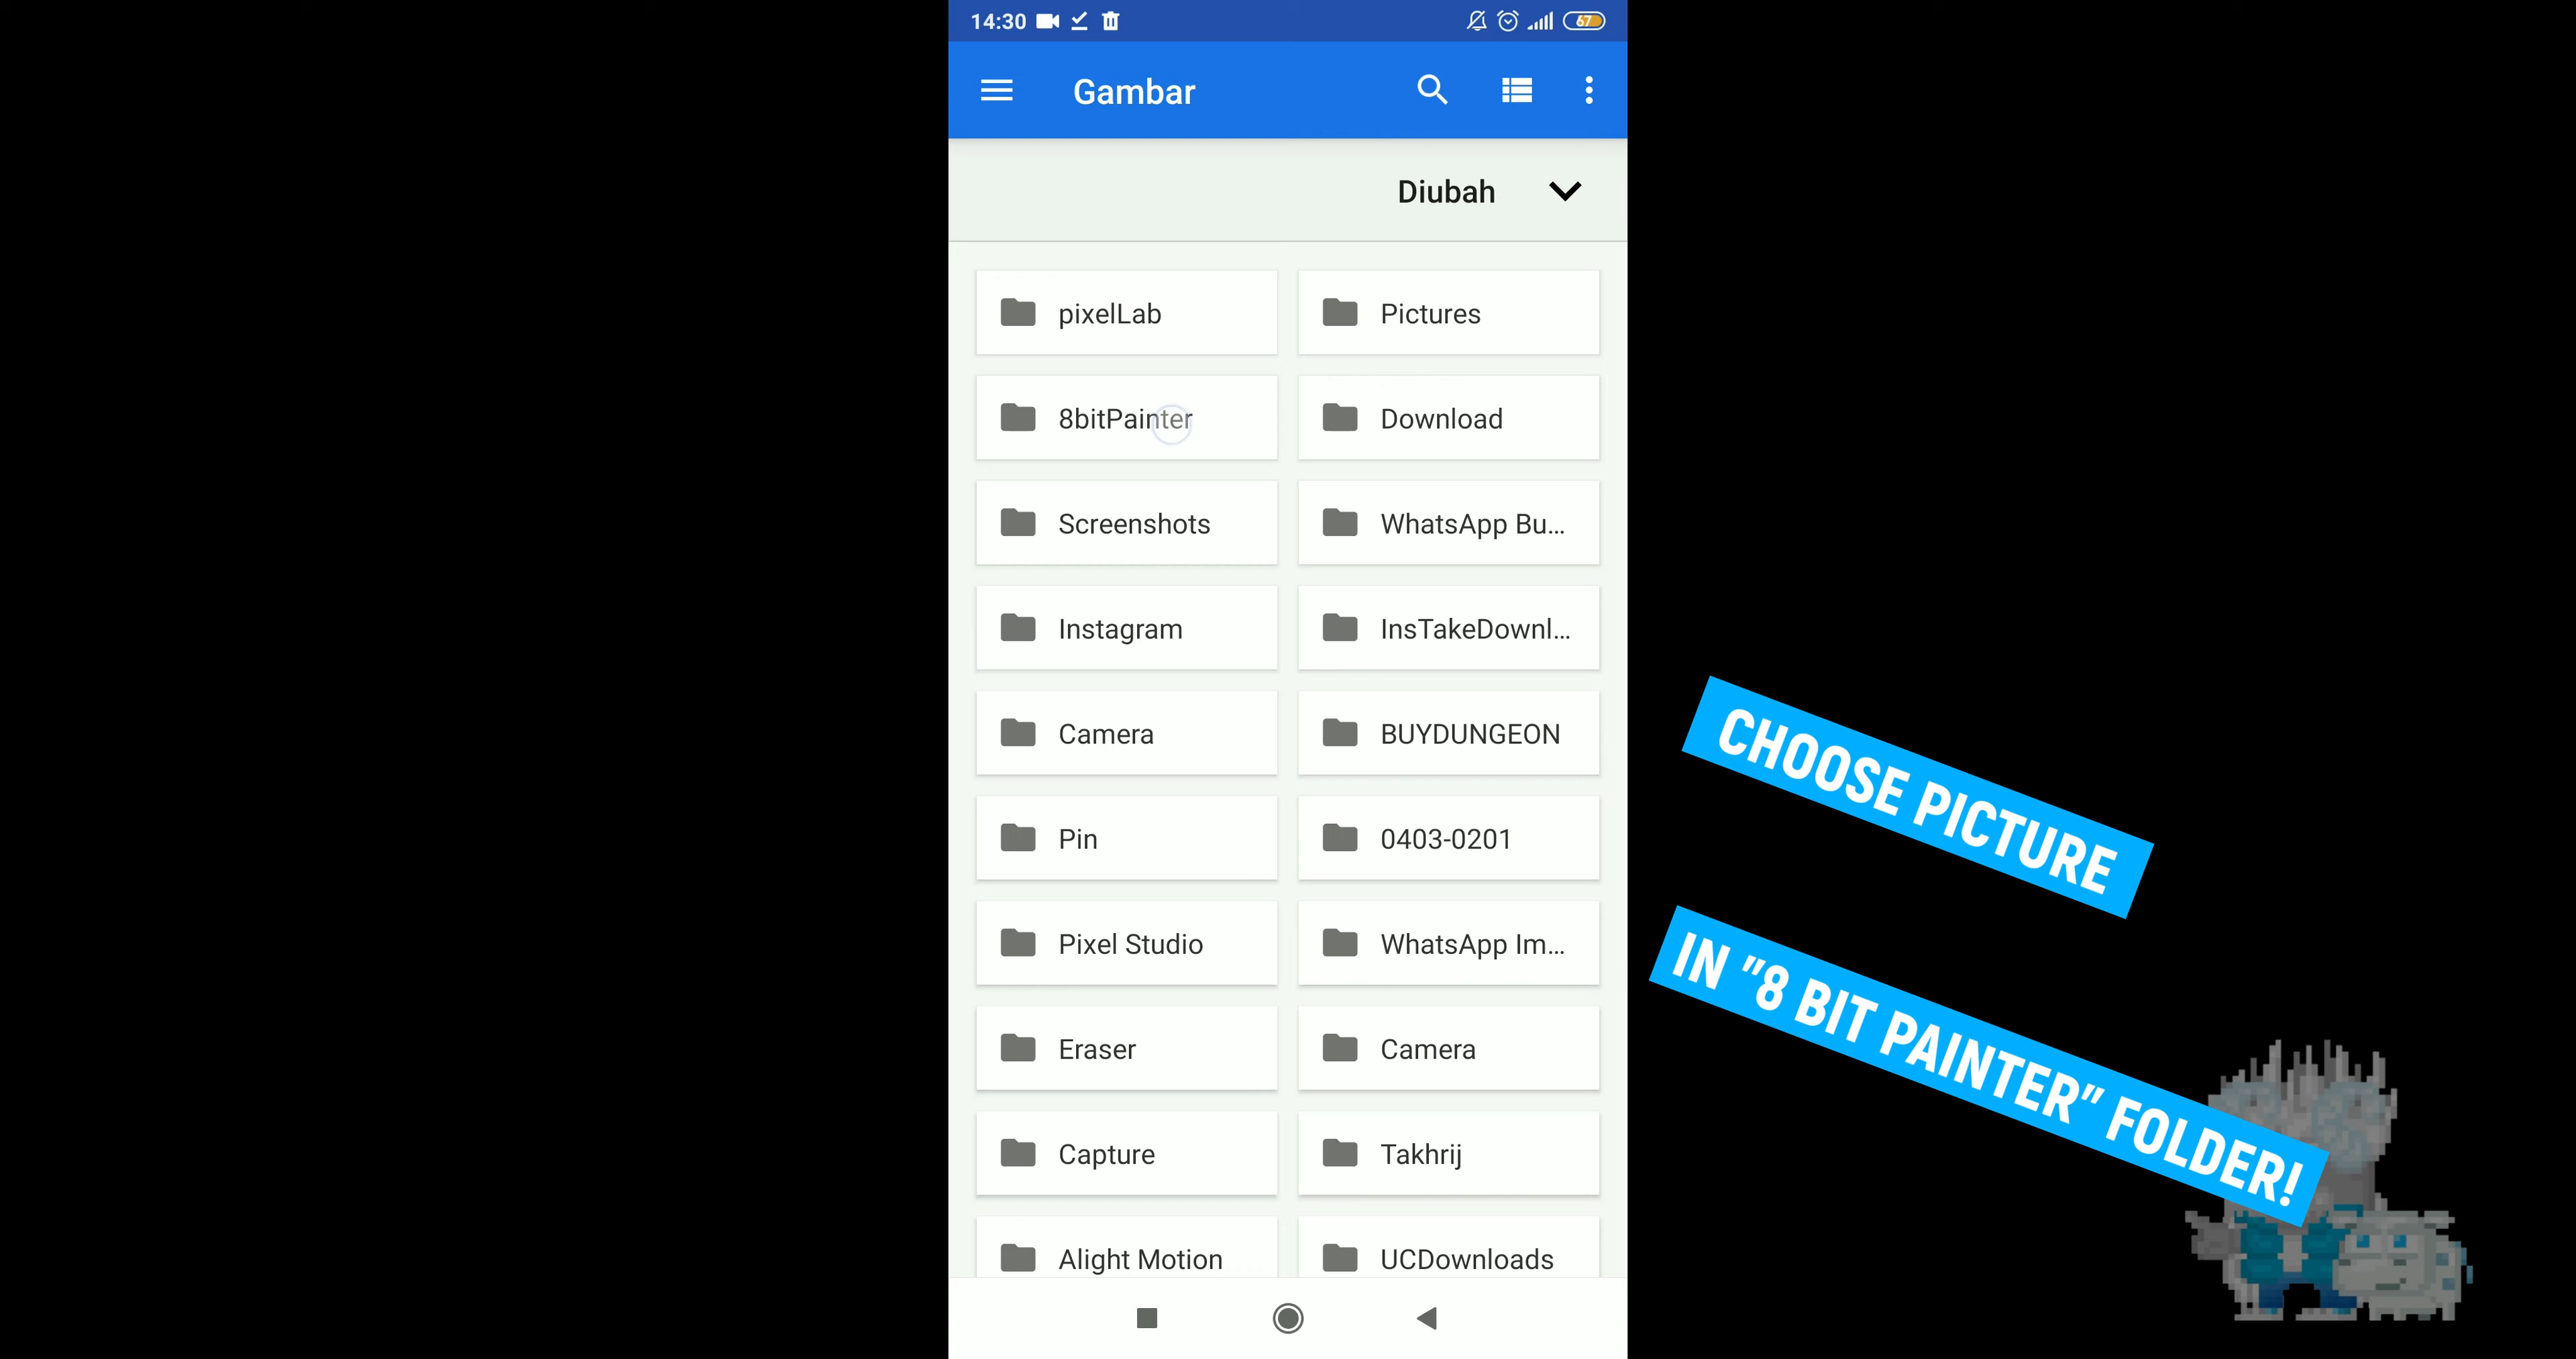 14:30
67
Gambar
Diubah
pixelLab
Pictures
8bitPainter
Download
Screenshots
WhatsApp Bu...
Instagram
InsTakeDownl...
Camera
BUYDUNGEON
Pin
0403-0201
Pixel Studio
WhatsApp Im...
Eraser
Camera
Capture
Takhrij
Alight Motion
UCDownloads
CHOOSE PICTURE
IN "8 BIT PAINTER" FOLDER!